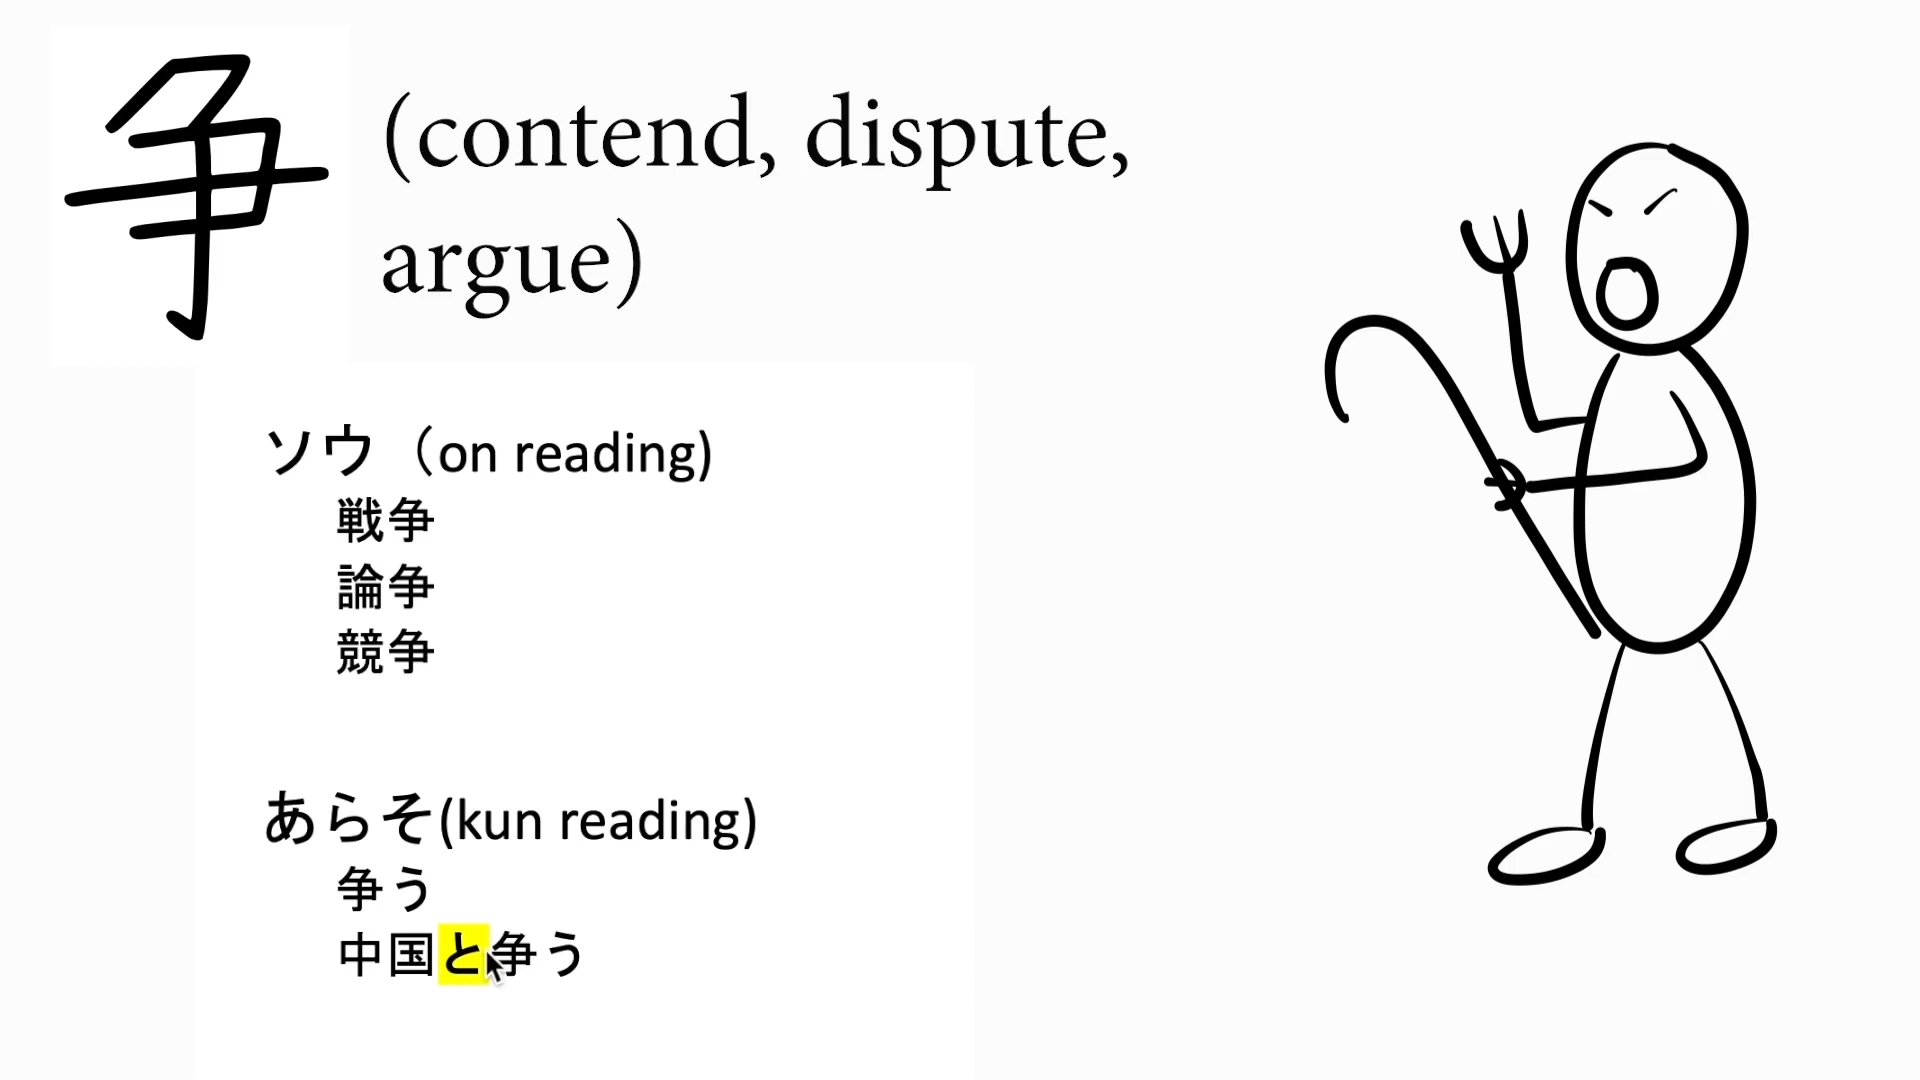 争 (contend, dispute,
argue)
ソウ（on reading)
戦争
論争
競争
あらそ(kun reading)
争う
中国と争う